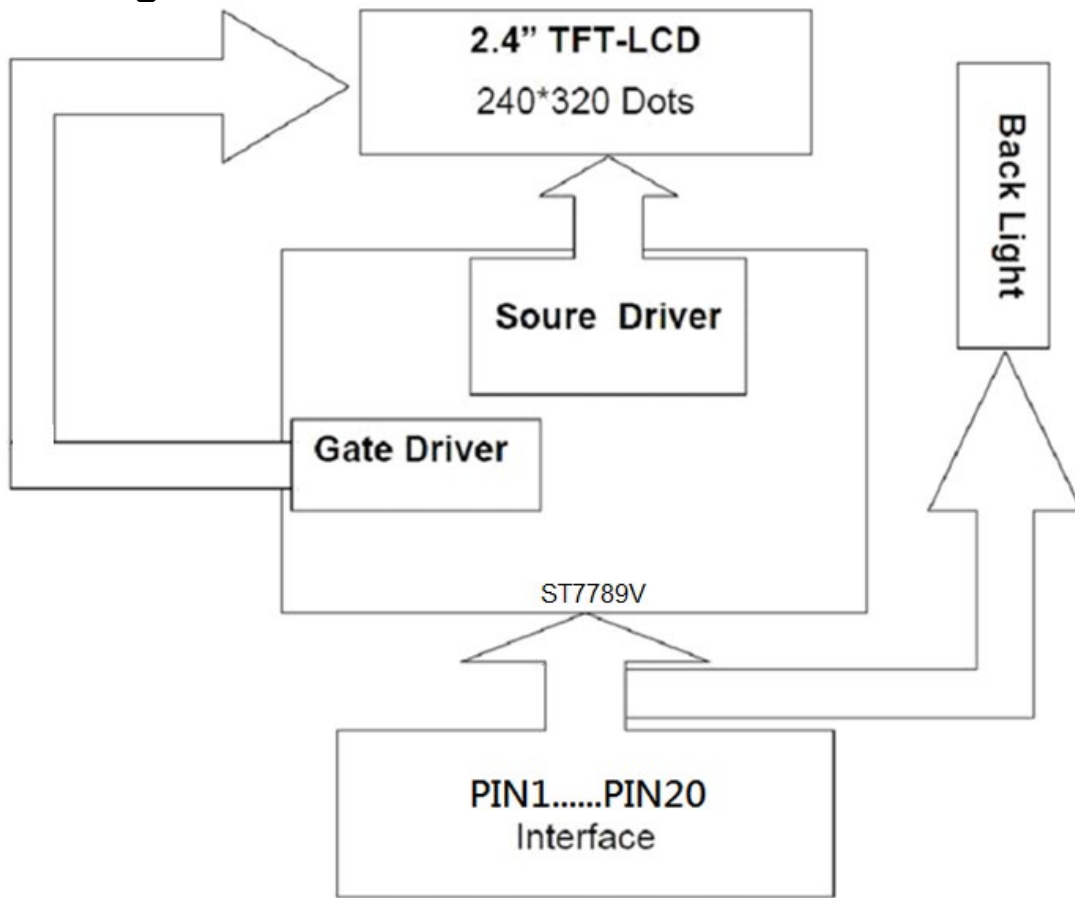 2.4” TFT-LCD
240*320 Dots
Back Light
Soure Driver
Gate Driver
ST7789V
PIN1......PIN20
Interface